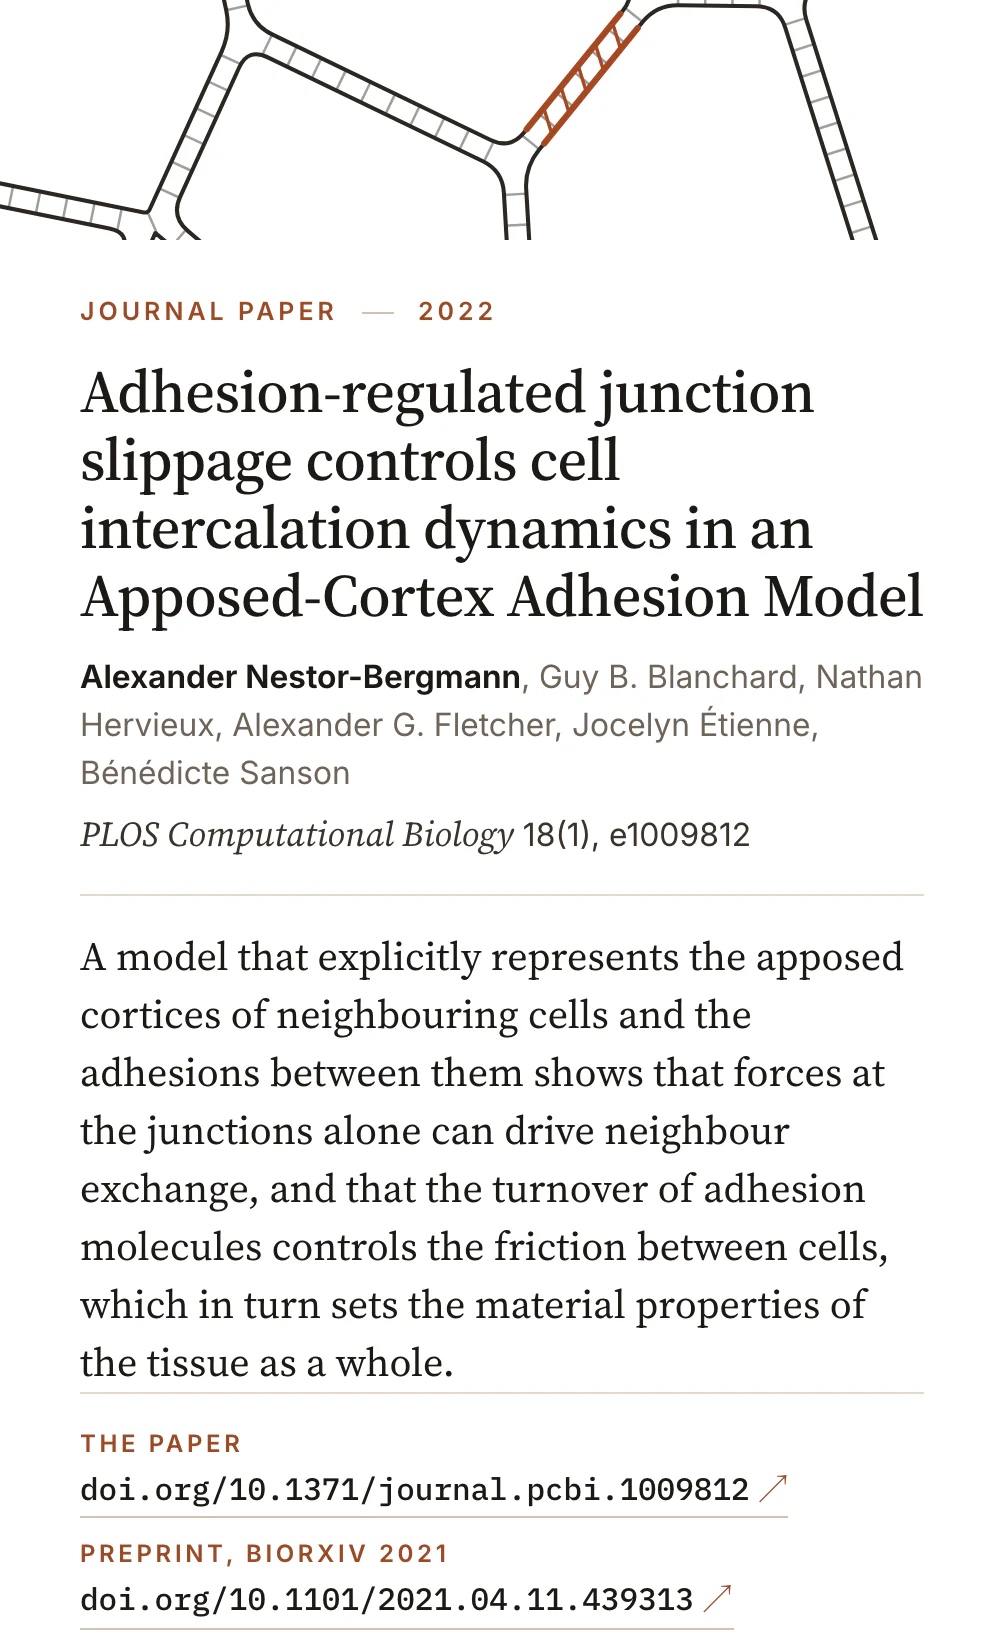 JOURNAL PAPER — 2022
Adhesion-regulated junction
slippage controls cell
intercalation dynamics in an
Apposed-Cortex Adhesion Model
Alexander Nestor-Bergmann, Guy B. Blanchard, Nathan
Hervieux, Alexander G. Fletcher, Jocelyn Étienne,
Bénédicte Sanson
PLOS Computational Biology 18(1), e1009812
A model that explicitly represents the apposed
cortices of neighbouring cells and the
adhesions between them shows that forces at
the junctions alone can drive neighbour
exchange, and that the turnover of adhesion
molecules controls the friction between cells,
which in turn sets the material properties of
the tissue as a whole.
THE PAPER
doi.org/10.1371/journal.pcbi.1009812 ↗
PREPRINT, BIORXIV 2021
doi.org/10.1101/2021.04.11.439313 ↗